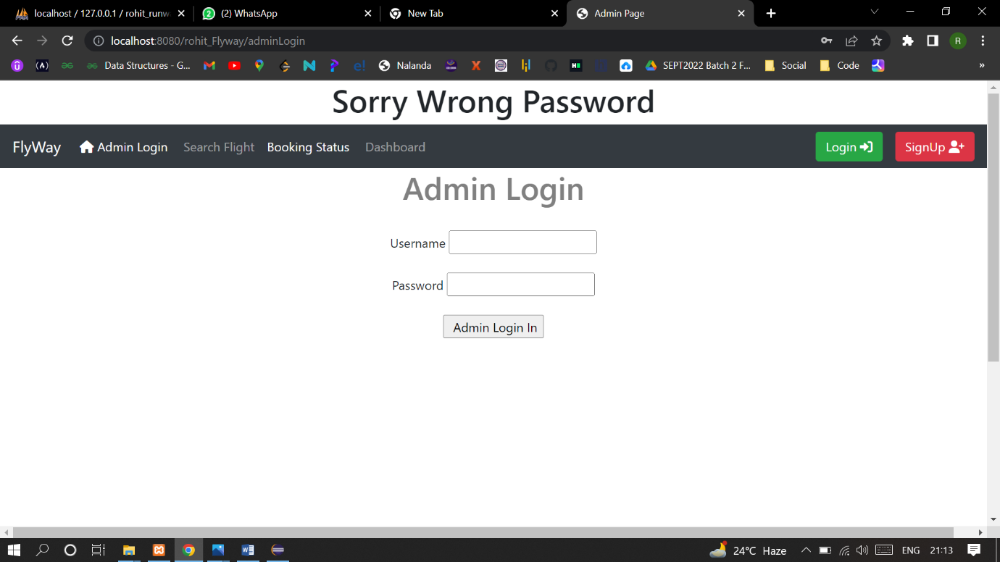 localhost / 127.0.0.1 / rohit_runw
(2) WhatsApp
New Tab
Admin Page
localhost:8080/rohit_Flyway/adminLogin
R
Data Structures - G...
Nalanda
SEPT2022 Batch 2 F...
Social
Code
»
Sorry Wrong Password
FlyWay
Admin Login
Search Flight
Booking Status
Dashboard
Login
SignUp
Admin Login
Username
Password
Admin Login In
24°C Haze
ENG
21:13